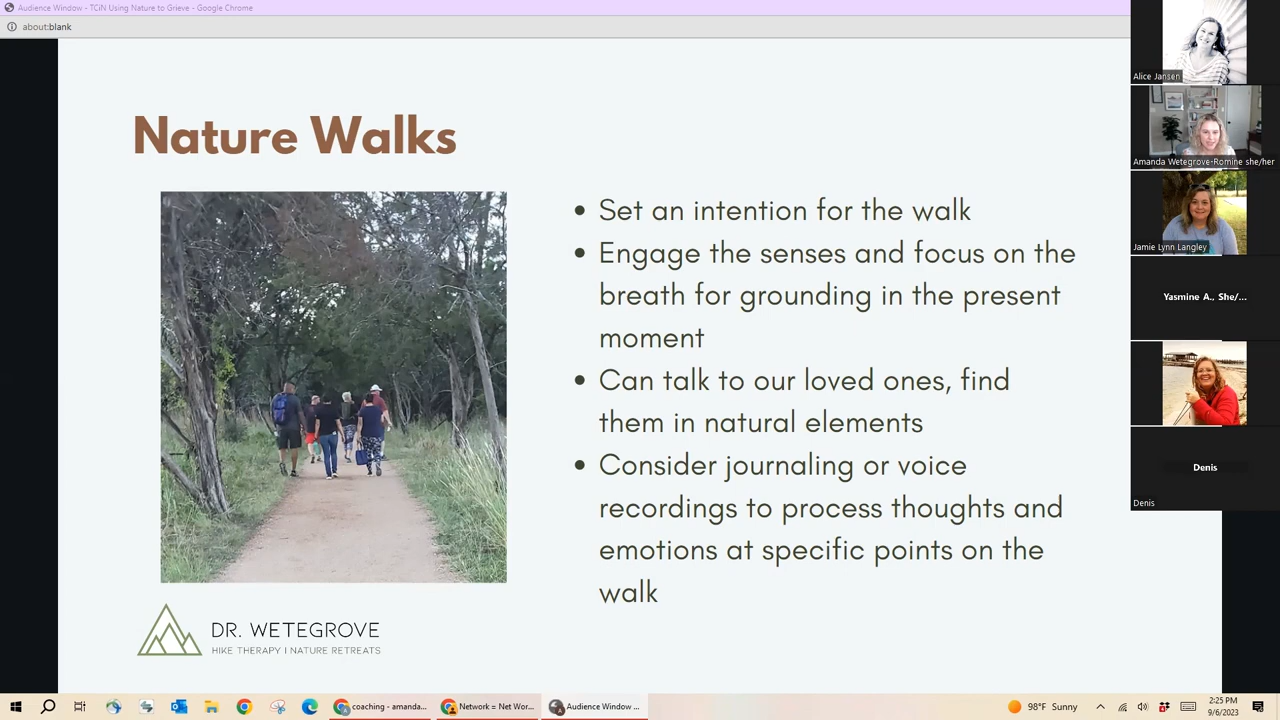 Audience Window - TCiN Using Nature to Grieve - Google Chrome
about:blank
Nature Walks
• Set an intention for the walk
• Engage the senses and focus on the
breath for grounding in the present
moment
• Can talk to our loved ones, find
them in natural elements
• Consider journaling or voice
recordings to process thoughts and
emotions at specific points on the
walk
DR. WETEGROVE
HIKE THERAPY | NATURE RETREATS
Alice Jansen
Amanda Wetegrove-Romine she/her
Jamie Lynn Langley
Yasmine A., She/...
Denis
Denis
coaching - amanda...
Network = Net Wor...
Audience Window ...
98°F Sunny
2:25 PM
9/6/2023